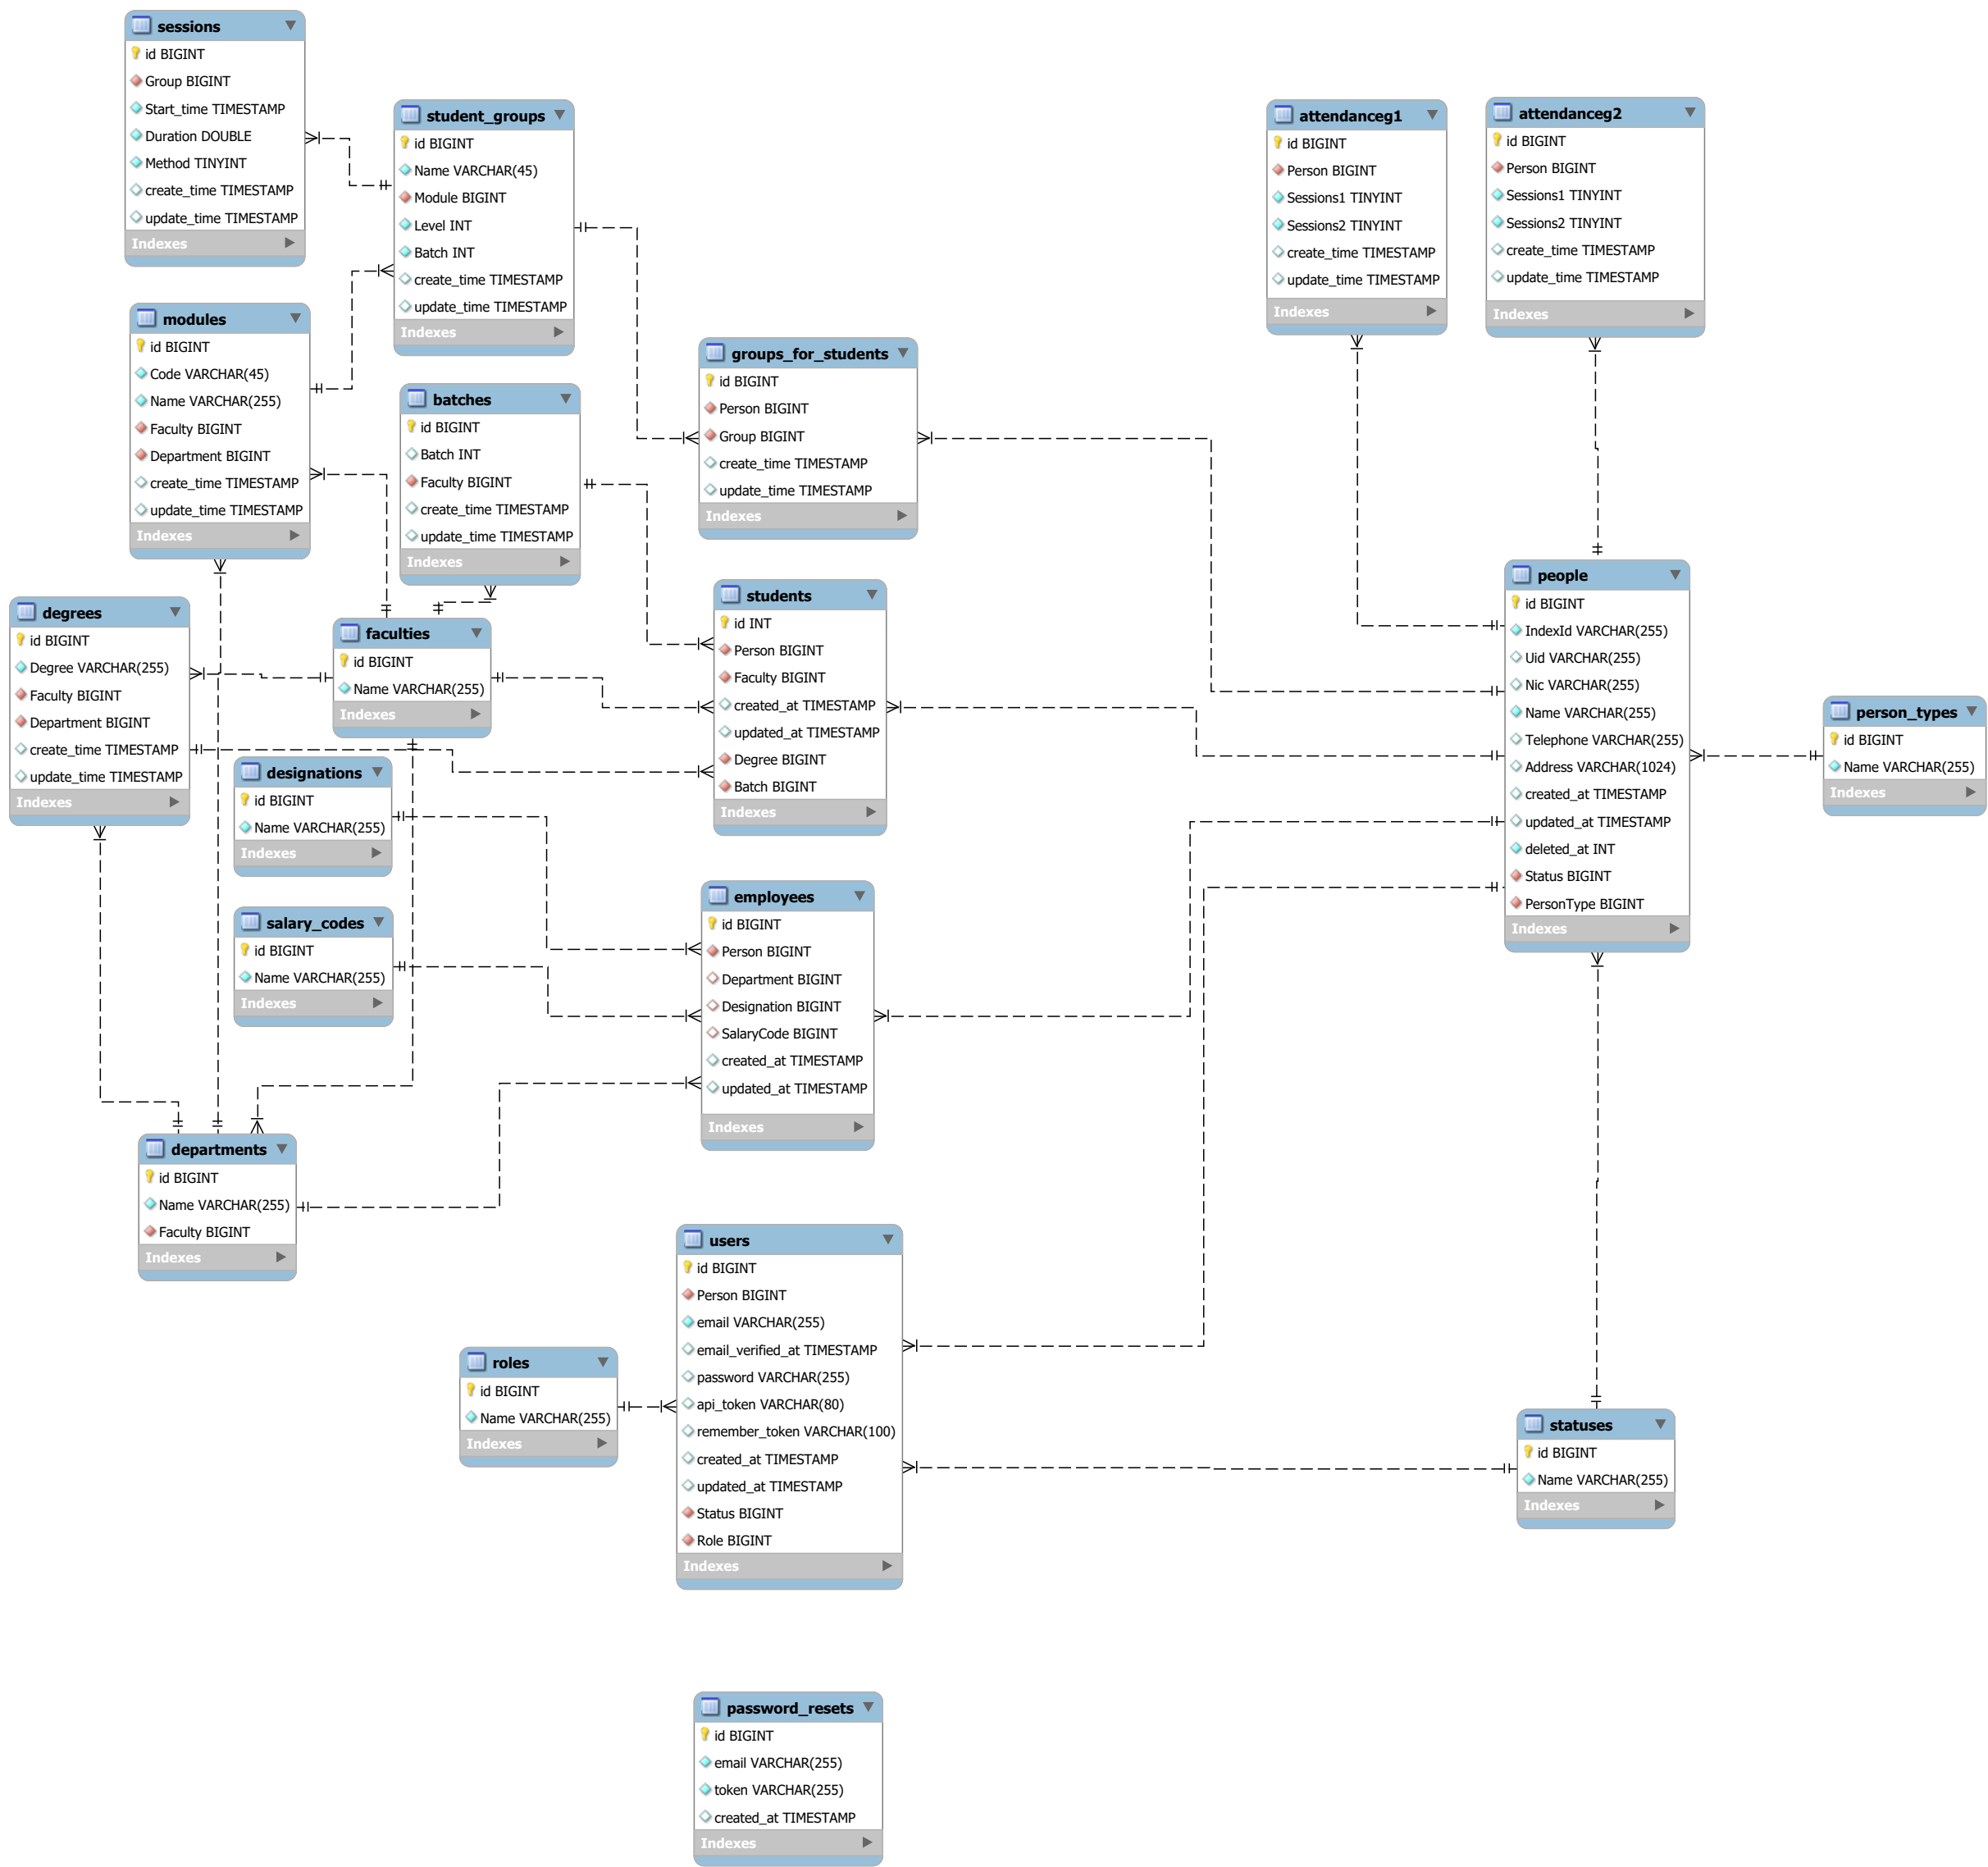 sessions
id BIGINT
Group BIGINT
Start_time TIMESTAMP
Duration DOUBLE
Method TINYINT
create_time TIMESTAMP
update_time TIMESTAMP
Indexes
student_groups
id BIGINT
Name VARCHAR(45)
Module BIGINT
Level INT
Batch INT
create_time TIMESTAMP
update_time TIMESTAMP
Indexes
attendanceg1
id BIGINT
Person BIGINT
Sessions1 TINYINT
Sessions2 TINYINT
create_time TIMESTAMP
update_time TIMESTAMP
Indexes
attendanceg2
id BIGINT
Person BIGINT
Sessions1 TINYINT
Sessions2 TINYINT
create_time TIMESTAMP
update_time TIMESTAMP
Indexes
modules
id BIGINT
Code VARCHAR(45)
Name VARCHAR(255)
Faculty BIGINT
Department BIGINT
create_time TIMESTAMP
update_time TIMESTAMP
Indexes
batches
id BIGINT
Batch INT
Faculty BIGINT
create_time TIMESTAMP
update_time TIMESTAMP
Indexes
groups_for_students
id BIGINT
Person BIGINT
Group BIGINT
create_time TIMESTAMP
update_time TIMESTAMP
Indexes
degrees
id BIGINT
Degree VARCHAR(255)
Faculty BIGINT
Department BIGINT
create_time TIMESTAMP
update_time TIMESTAMP
Indexes
faculties
id BIGINT
Name VARCHAR(255)
Indexes
students
id INT
Person BIGINT
Faculty BIGINT
created_at TIMESTAMP
updated_at TIMESTAMP
Degree BIGINT
Batch BIGINT
Indexes
people
id BIGINT
IndexId VARCHAR(255)
Uid VARCHAR(255)
Nic VARCHAR(255)
Name VARCHAR(255)
Telephone VARCHAR(255)
Address VARCHAR(1024)
created_at TIMESTAMP
updated_at TIMESTAMP
deleted_at INT
Status BIGINT
PersonType BIGINT
Indexes
person_types
id BIGINT
Name VARCHAR(255)
Indexes
designations
id BIGINT
Name VARCHAR(255)
Indexes
salary_codes
id BIGINT
Name VARCHAR(255)
Indexes
employees
id BIGINT
Person BIGINT
Department BIGINT
Designation BIGINT
SalaryCode BIGINT
created_at TIMESTAMP
updated_at TIMESTAMP
Indexes
departments
id BIGINT
Name VARCHAR(255)
Faculty BIGINT
Indexes
users
id BIGINT
Person BIGINT
email VARCHAR(255)
email_verified_at TIMESTAMP
password VARCHAR(255)
api_token VARCHAR(80)
remember_token VARCHAR(100)
created_at TIMESTAMP
updated_at TIMESTAMP
Status BIGINT
Role BIGINT
Indexes
roles
id BIGINT
Name VARCHAR(255)
Indexes
statuses
id BIGINT
Name VARCHAR(255)
Indexes
password_resets
id BIGINT
email VARCHAR(255)
token VARCHAR(255)
created_at TIMESTAMP
Indexes